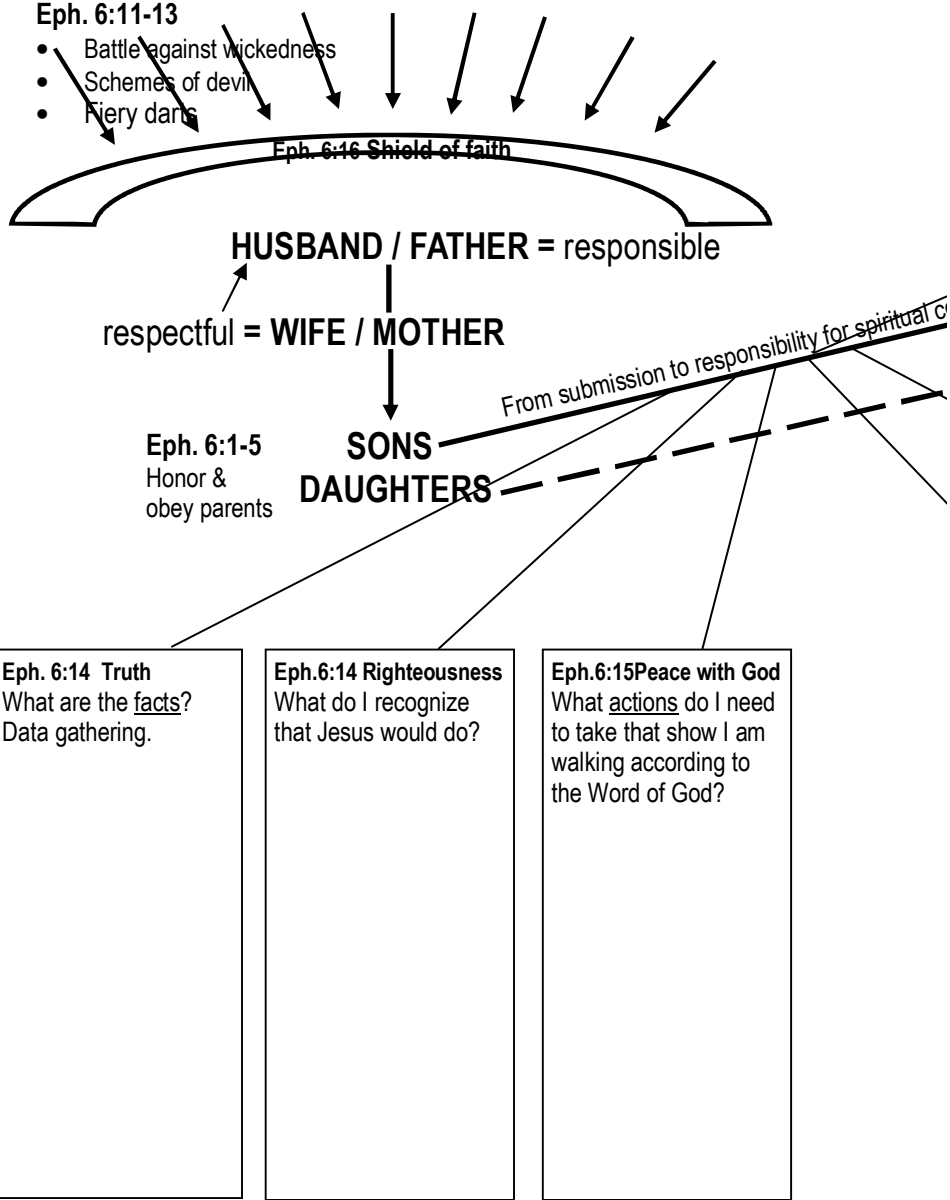 Eph. 6:11-13
• Battle against wickedness
• Schemes of devil
• Fiery darts
Eph. 6:16 Shield of faith
HUSBAND / FATHER = responsible
respectful = WIFE / MOTHER
From submission to responsibility for spiritual
Eph. 6:1-5
Honor &
obey parents
SONS
DAUGHTERS
Eph. 6:14 Truth
What are the facts?
Data gathering.
Eph.6:14 Righteousness
What do I recognize
that Jesus would do?
Eph.6:15Peace with God
What actions do I need
to take that show I am
walking according to
the Word of God?